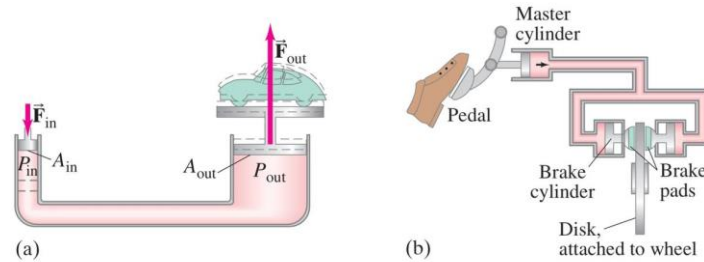 F⃗out
F⃗in
Pin
Ain
Aout
Pout
(a)
Master
cylinder
Pedal
Brake
cylinder
Brake
pads
Disk,
attached to wheel
(b)